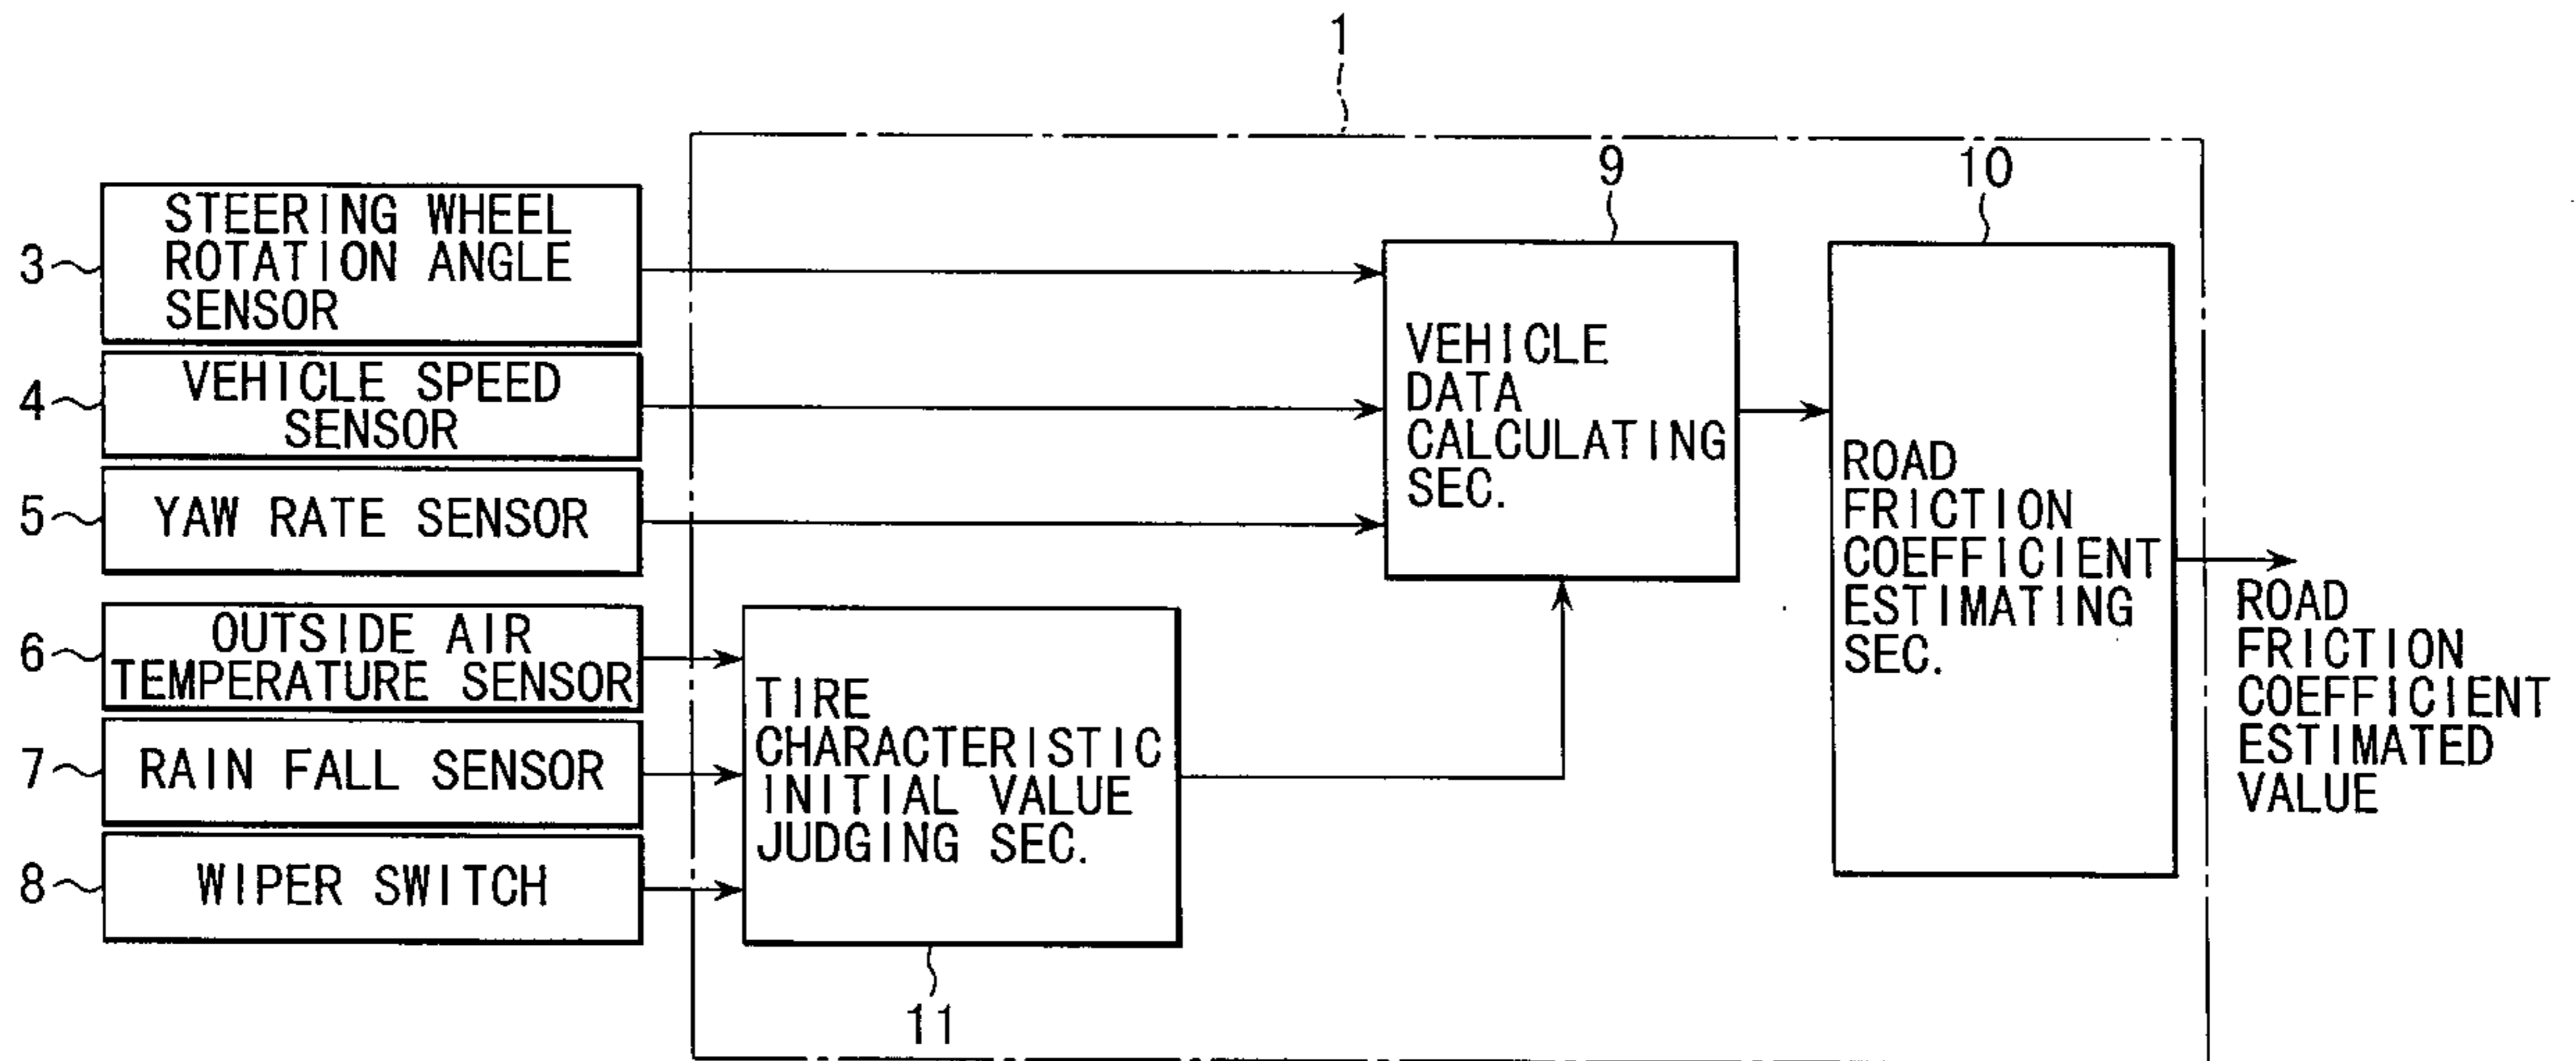 1
3
STEERING WHEEL
ROTATION ANGLE
SENSOR
4
VEHICLE SPEED
SENSOR
5
YAW RATE SENSOR
6
OUTSIDE AIR
TEMPERATURE SENSOR
7
RAIN FALL SENSOR
8
WIPER SWITCH
9
VEHICLE
DATA
CALCULATING
SEC.
10
ROAD
FRICTION
COEFFICIENT
ESTIMATING
SEC.
TIRE
CHARACTERISTIC
INITIAL VALUE
JUDGING SEC.
11
ROAD
FRICTION
COEFFICIENT
ESTIMATED
VALUE